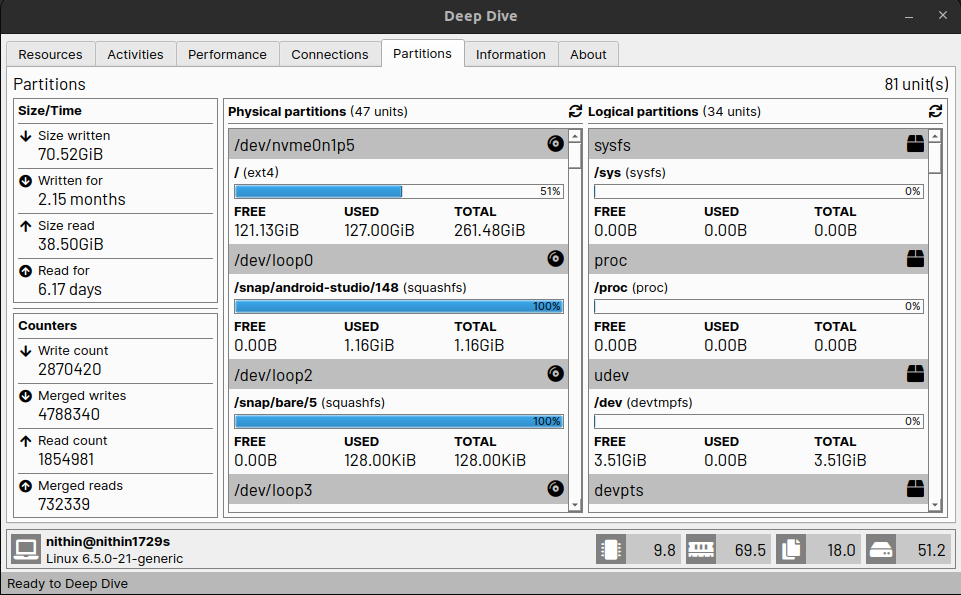 Deep Dive
Resources Activities Performance Connections Partitions Information About
Partitions 81 unit(s)
Size/Time
Size written
70.52GiB
Written for
2.15 months
Size read
38.50GiB
Read for
6.17 days
Counters
Write count
2870420
Merged writes
4788340
Read count
1854981
Merged reads
732339
Physical partitions (47 units)
/dev/nvme0n1p5
/ (ext4)
51%
FREE USED TOTAL
121.13GiB 127.00GiB 261.48GiB
/dev/loop0
/snap/android-studio/148 (squashfs)
100%
FREE USED TOTAL
0.00B 1.16GiB 1.16GiB
/dev/loop2
/snap/bare/5 (squashfs)
100%
FREE USED TOTAL
0.00B 128.00KiB 128.00KiB
/dev/loop3
Logical partitions (34 units)
sysfs
/sys (sysfs)
0%
FREE USED TOTAL
0.00B 0.00B 0.00B
proc
/proc (proc)
0%
FREE USED TOTAL
0.00B 0.00B 0.00B
udev
/dev (devtmpfs)
0%
FREE USED TOTAL
3.51GiB 0.00B 3.51GiB
devpts
nithin@nithin1729s
Linux 6.5.0-21-generic
9.8 69.5 18.0 51.2
Ready to Deep Dive